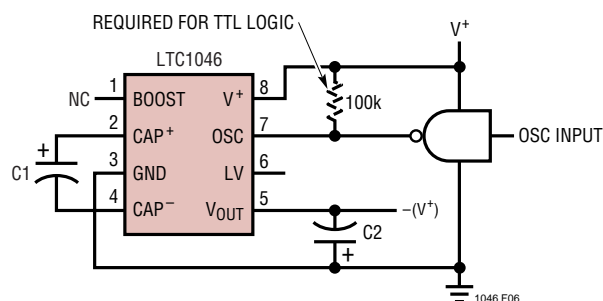 REQUIRED FOR TTL LOGIC
V+
LTC1046
NC
1
BOOST
V+
8
100k
2
CAP+
OSC
7
OSC INPUT
+
C1
3
GND
LV
6
4
CAP−
VOUT
5
−(V+)
C2
+
1046 F06